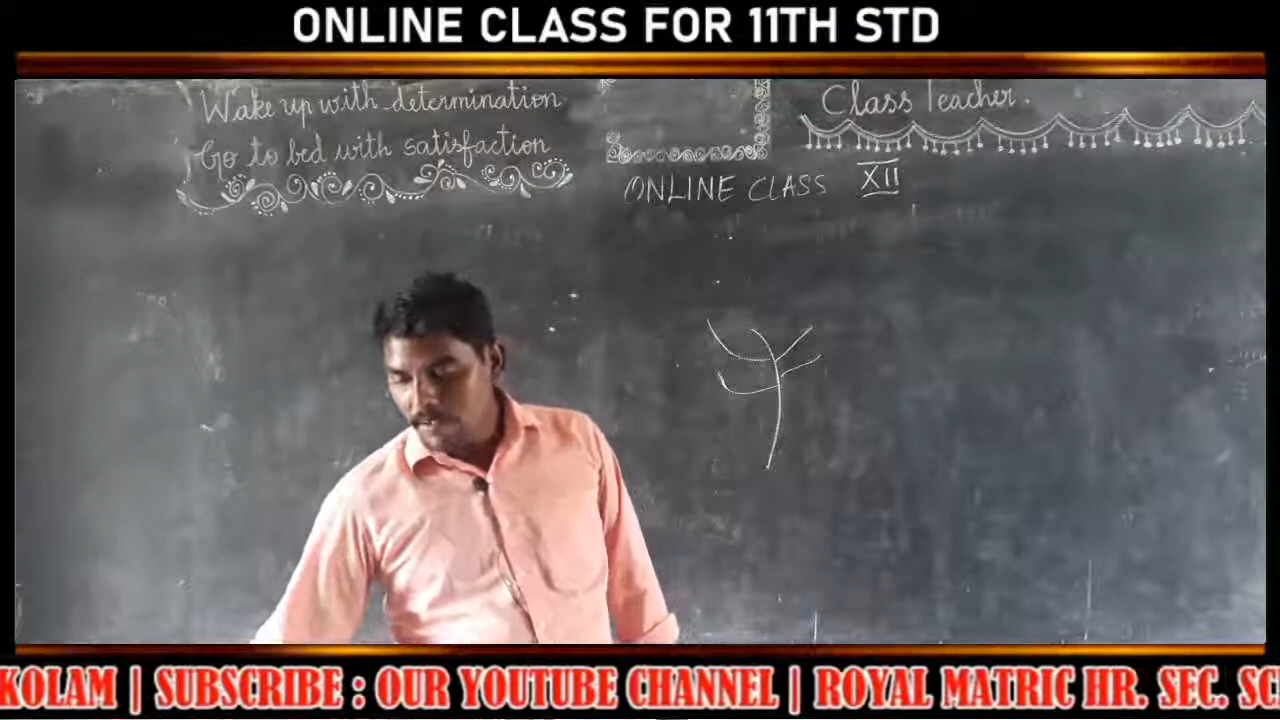 ONLINE CLASS FOR 11TH STD
Wake up with determination
Go to bed with satisfaction
Class Teacher.
ONLINE CLASS XII
KOLAM | SUBSCRIBE : OUR YOUTUBE CHANNEL | ROYAL MATRIC HR. SEC. SC